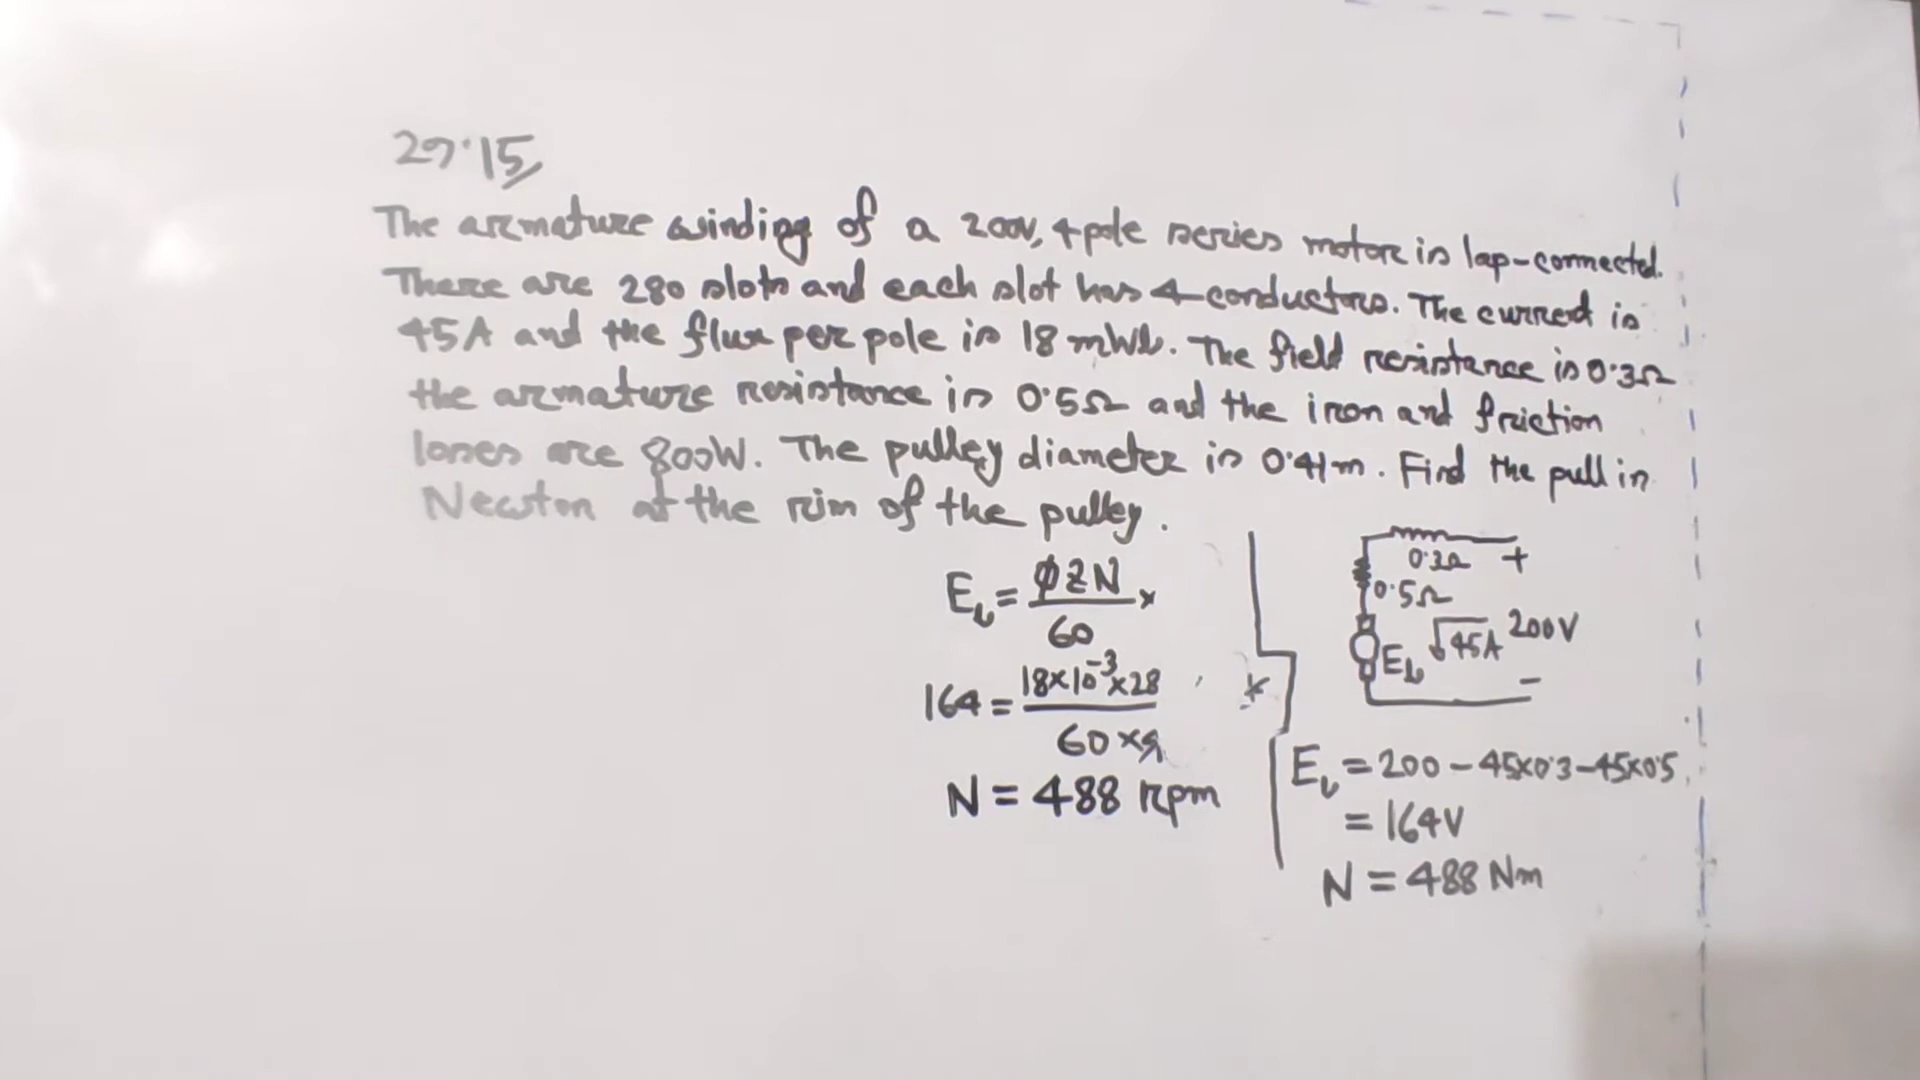 29.15
The armature winding of a 200V, 4 pole series motor is lap-connected.
There are 280 slots and each slot has 4 conductors. The current is
45A and the flux per pole is 18 mWb. The field resistance is 0.3Ω
the armature resistance is 0.5Ω and the iron and friction
losses are 800W. The pulley diameter is 0.41m. Find the pull in
Newton at the rim of the pulley.
E_b = ΦZN/60 ×
164 = 18×10⁻³×28/60×
N = 488 rpm
0.3Ω +
0.5Ω
E_b 45A 200V
-
E_b = 200 - 45×0.3 - 45×0.5
= 164V
N = 488 Nm